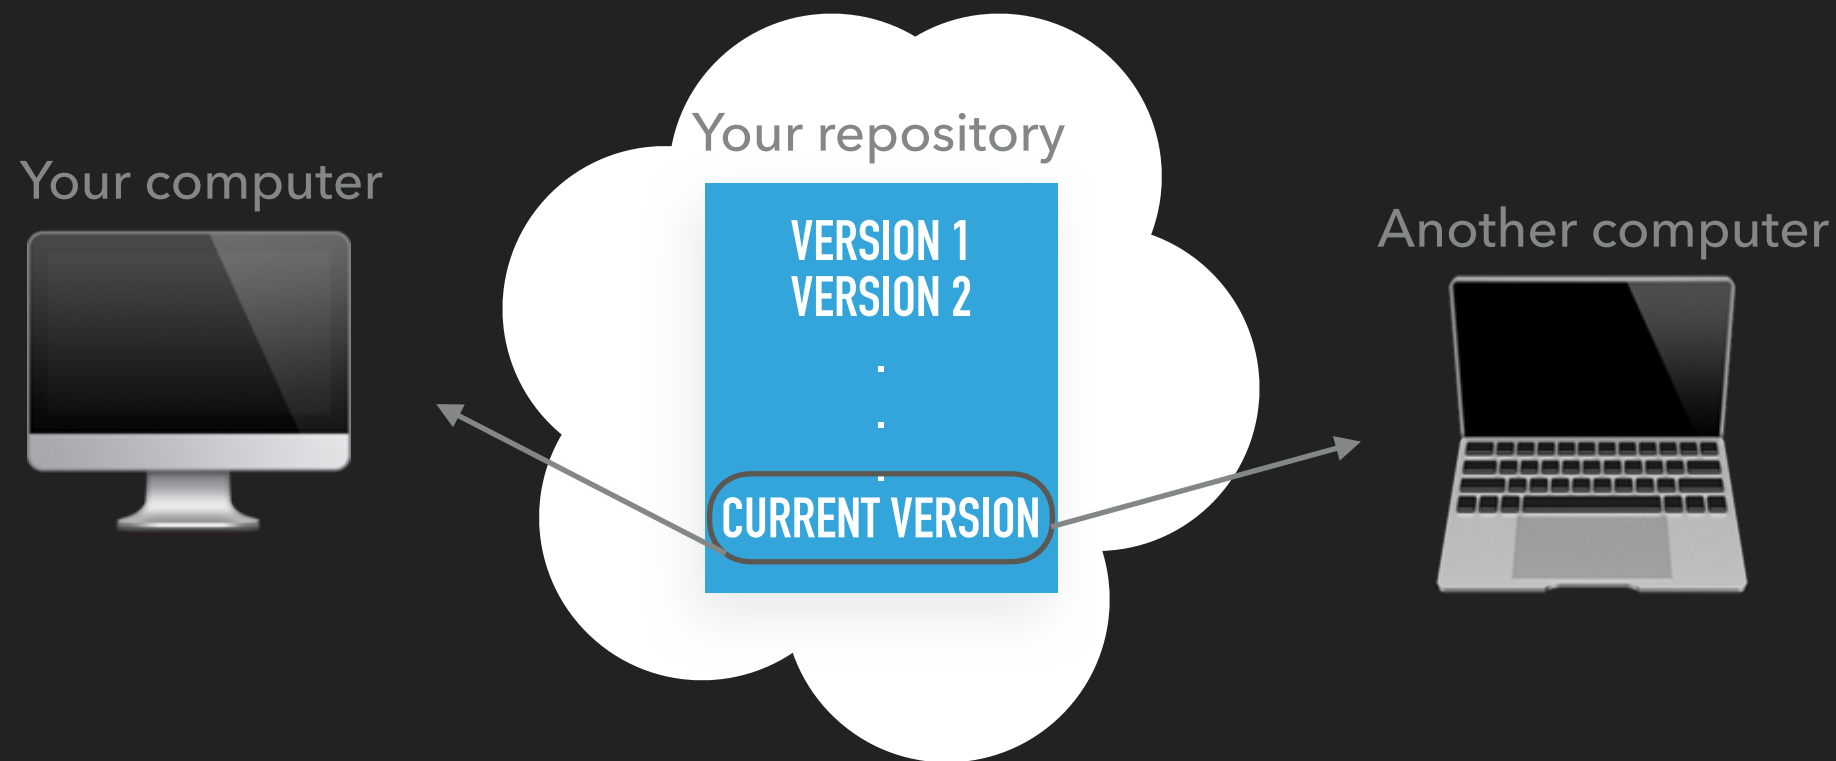 Your repository
Your computer
Another computer
VERSION 1
VERSION 2
.
.
.
CURRENT VERSION